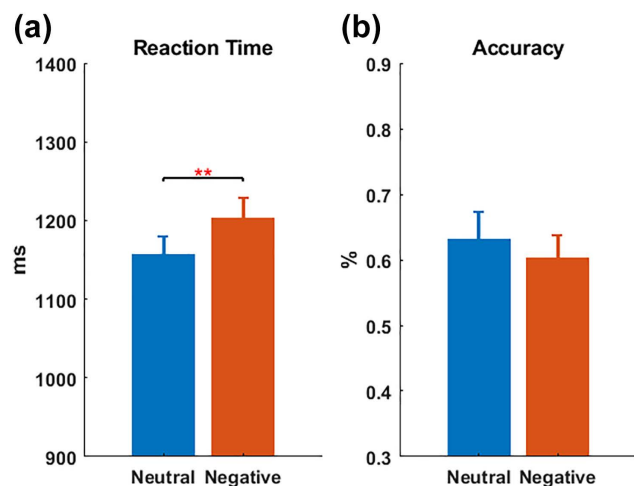 (a)
Reaction Time
1400
1300
1200
1100
1000
900
ms
**
Neutral Negative
(b)
Accuracy
0.9
0.8
0.7
0.6
0.5
0.4
0.3
%
Neutral Negative